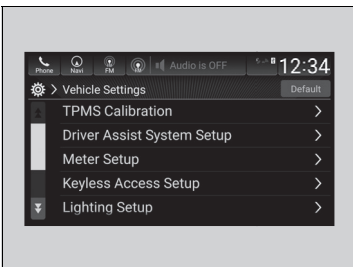 Phone Navi FM Audio is OFF 12:34
Vehicle Settings Default
TPMS Calibration
Driver Assist System Setup
Meter Setup
Keyless Access Setup
Lighting Setup